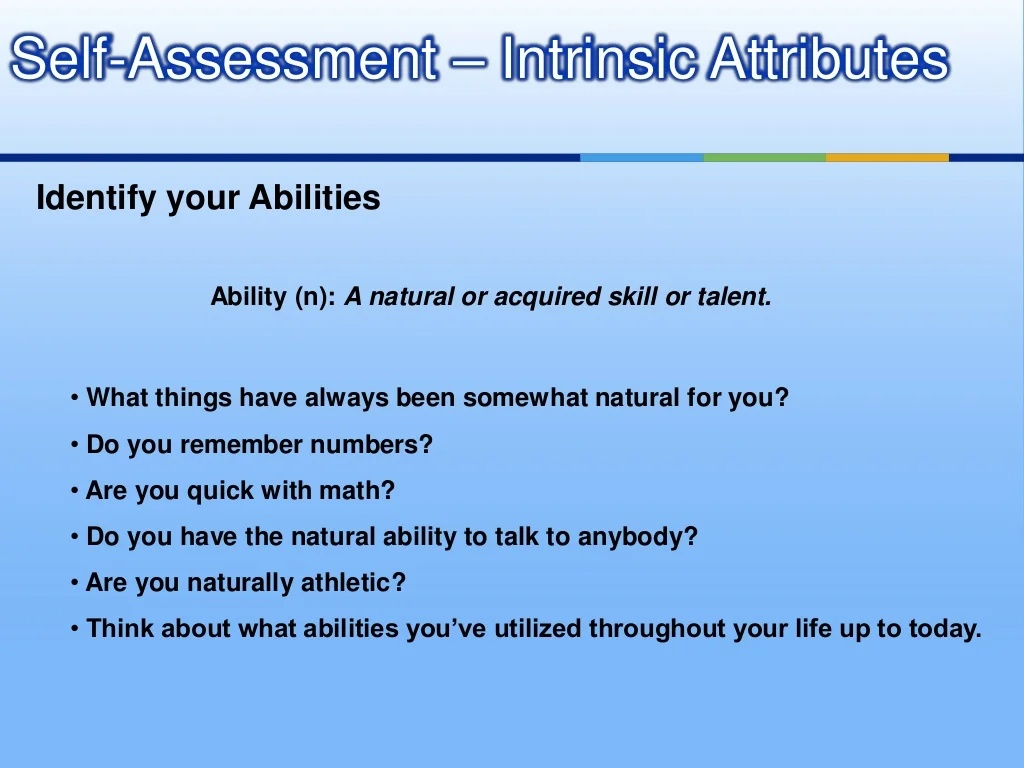 Self-Assessment – Intrinsic Attributes
Identify your Abilities
Ability (n): A natural or acquired skill or talent.
• What things have always been somewhat natural for you?
• Do you remember numbers?
• Are you quick with math?
• Do you have the natural ability to talk to anybody?
• Are you naturally athletic?
• Think about what abilities you’ve utilized throughout your life up to today.